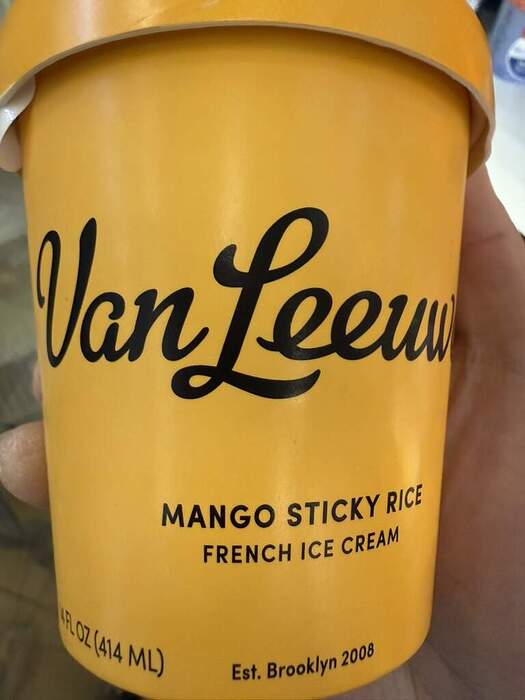 Van Leeuw
MANGO STICKY RICE
FRENCH ICE CREAM
4 FL OZ (414 ML)
Est. Brooklyn 2008